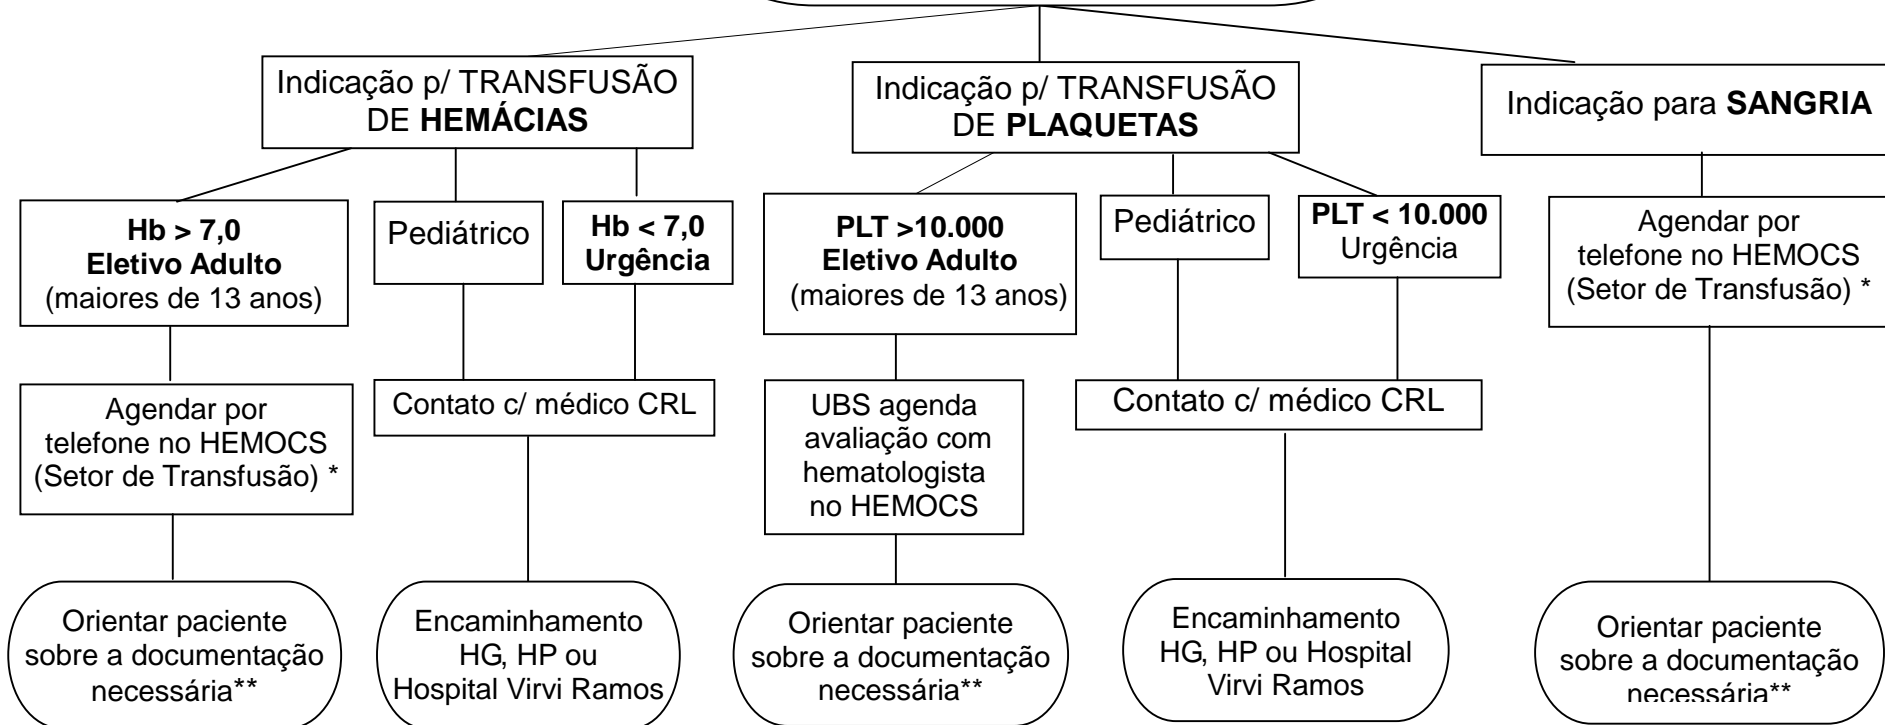 Indicação p/ TRANSFUSÃO
DE HEMÁCIAS
Indicação p/ TRANSFUSÃO
DE PLAQUETAS
Indicação para SANGRIA
Hb > 7,0
Eletivo Adulto
(maiores de 13 anos)
Pediátrico
Hb < 7,0
Urgência
PLT >10.000
Eletivo Adulto
(maiores de 13 anos)
Pediátrico
PLT < 10.000
Urgência
Agendar por
telefone no HEMOCS
(Setor de Transfusão) *
Agendar por
telefone no HEMOCS
(Setor de Transfusão) *
Contato c/ médico CRL
UBS agenda
avaliação com
hematologista
no HEMOCS
Contato c/ médico CRL
Orientar paciente
sobre a documentação
necessária**
Encaminhamento
HG, HP ou
Hospital Virvi Ramos
Orientar paciente
sobre a documentação
necessária**
Encaminhamento
HG, HP ou Hospital
Virvi Ramos
Orientar paciente
sobre a documentação
necessária**